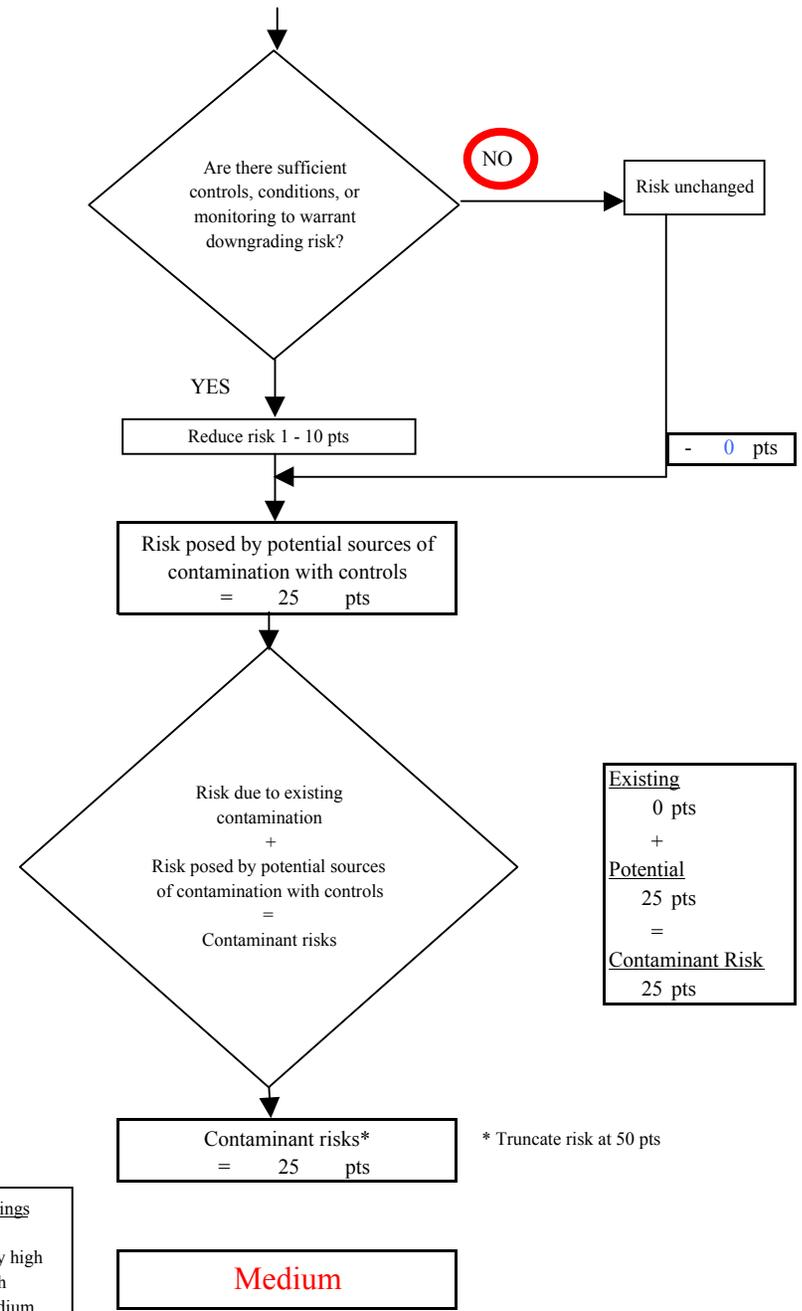 Are there sufficient
controls, conditions, or
monitoring to warrant
downgrading risk?
NO
Risk unchanged
YES
Reduce risk 1 - 10 pts
- 0 pts
Risk posed by potential sources of
contamination with controls
= 25 pts
Risk due to existing
contamination
+
Risk posed by potential sources
of contamination with controls
=
Contaminant risks
Existing
0 pts
+
Potential
25 pts
=
Contaminant Risk
25 pts
Contaminant risks*
= 25 pts
* Truncate risk at 50 pts
high
Medium